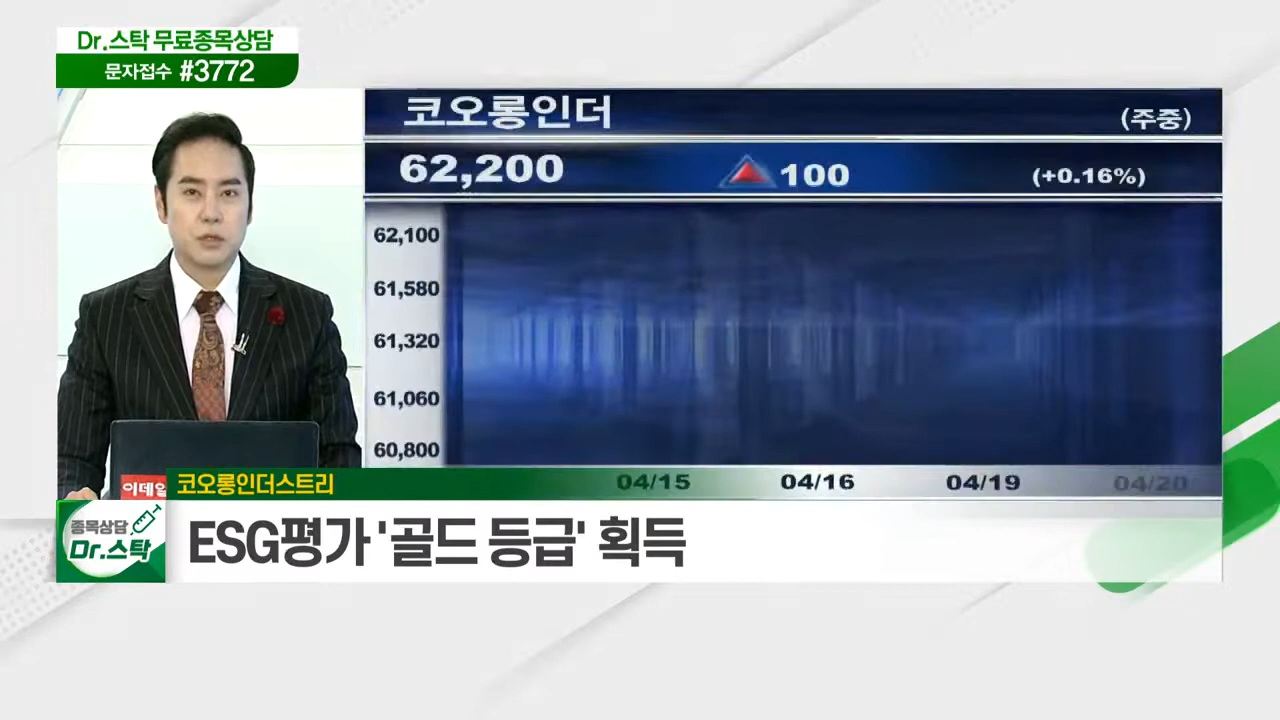 Dr.스탁 무료종목상담
문자접수 #3772
코오롱인더
(주중)
62,200
100
(+0.16%)
62,100
61,580
61,320
61,060
60,800
04/15
04/16
04/19
04/20
이데일
코오롱인더스트리
종목상담
Dr.스탁
ESG평가 '골드 등급' 획득